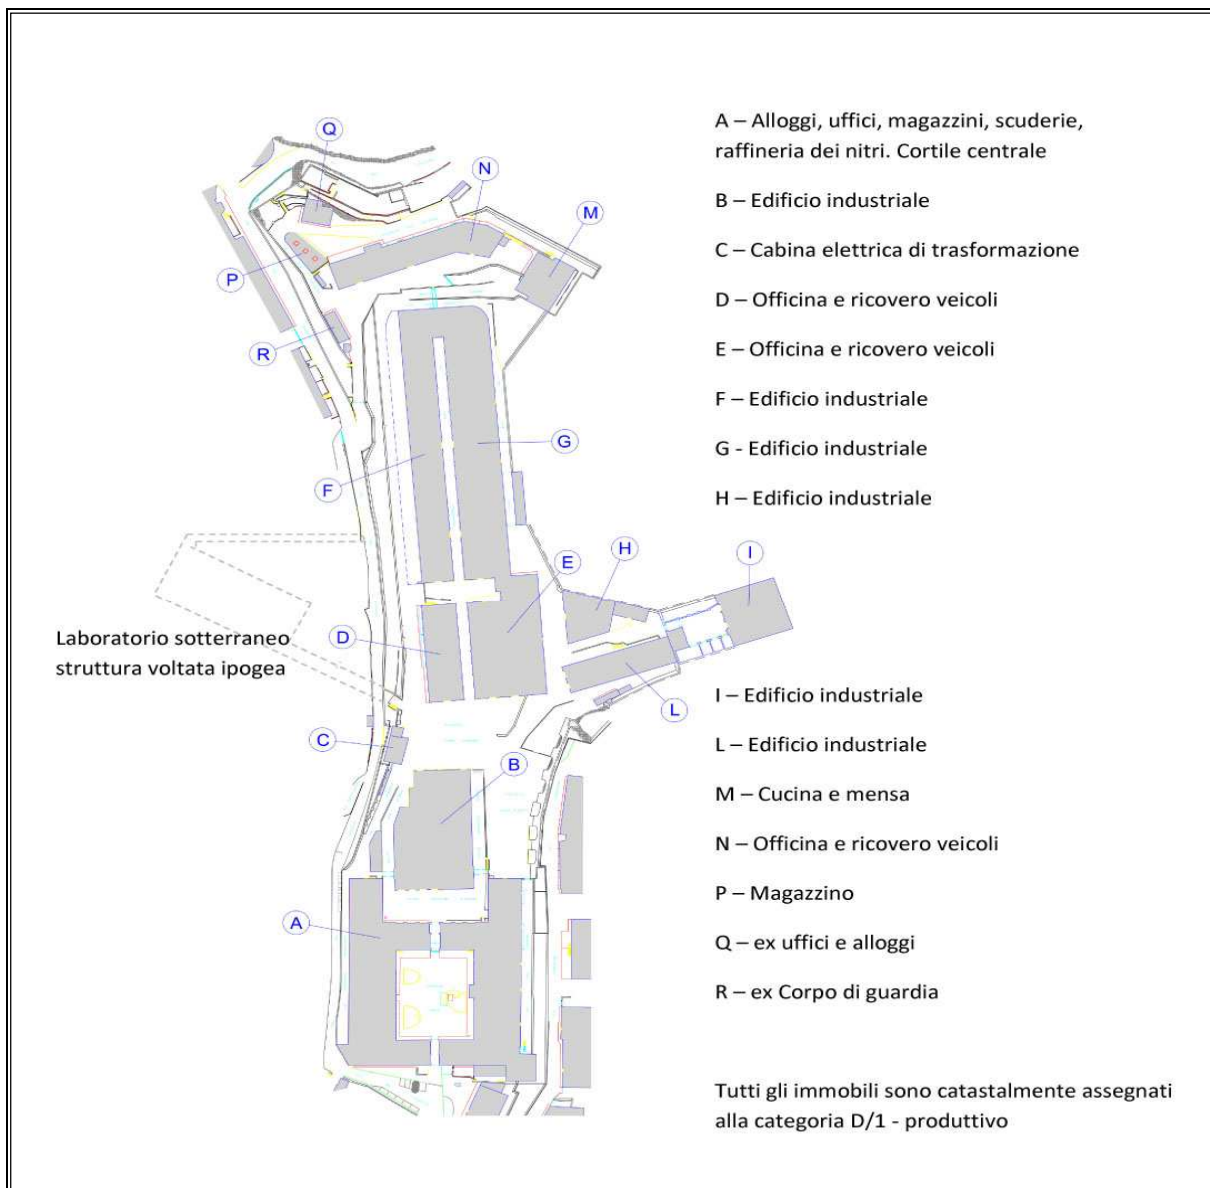 A – Alloggi, uffici, magazzini, scuderie,
raffineria dei nitri. Cortile centrale
B – Edificio industriale
C – Cabina elettrica di trasformazione
D – Officina e ricovero veicoli
E – Officina e ricovero veicoli
F – Edificio industriale
G - Edificio industriale
H – Edificio industriale
Q
N
M
P
R
G
F
H
I
E
D
L
C
B
A
Laboratorio sotterraneo
struttura voltata ipogea
I – Edificio industriale
L – Edificio industriale
M – Cucina e mensa
N – Officina e ricovero veicoli
P – Magazzino
Q – ex uffici e alloggi
R – ex Corpo di guardia
Tutti gli immobili sono catastalmente assegnati
alla categoria D/1 - produttivo